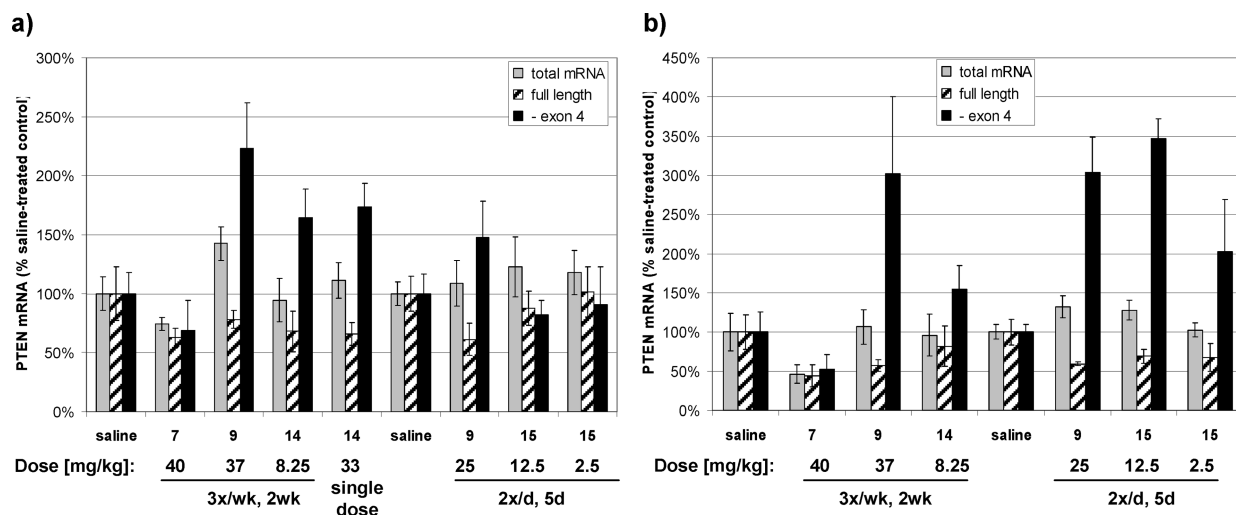 a)
300%
250%
200%
150%
100%
50%
0%
PTEN mRNA (% saline-treated control)
total mRNA
full length
- exon 4
saline 7 9 14 14 saline 9 15 15
Dose [mg/kg]: 40 37 8.25 33 25 12.5 2.5
3x/wk, 2wk single dose 2x/d, 5d
b)
450%
400%
350%
300%
250%
200%
150%
100%
50%
0%
PTEN mRNA (% saline-treated control)
total mRNA
full length
- exon 4
saline 7 9 14 saline 9 15 15
Dose [mg/kg]: 40 37 8.25 25 12.5 2.5
3x/wk, 2wk 2x/d, 5d